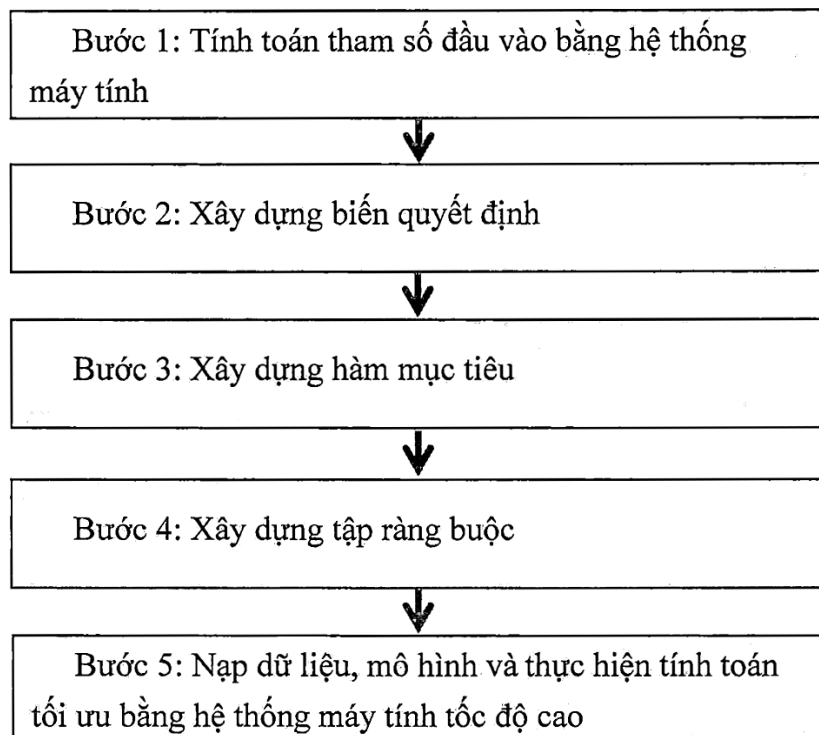 Bước 1: Tính toán tham số đầu vào bằng hệ thống
máy tính
Bước 2: Xây dựng biến quyết định
Bước 3: Xây dựng hàm mục tiêu
Bước 4: Xây dựng tập ràng buộc
Bước 5: Nạp dữ liệu, mô hình và thực hiện tính toán
tối ưu bằng hệ thống máy tính tốc độ cao